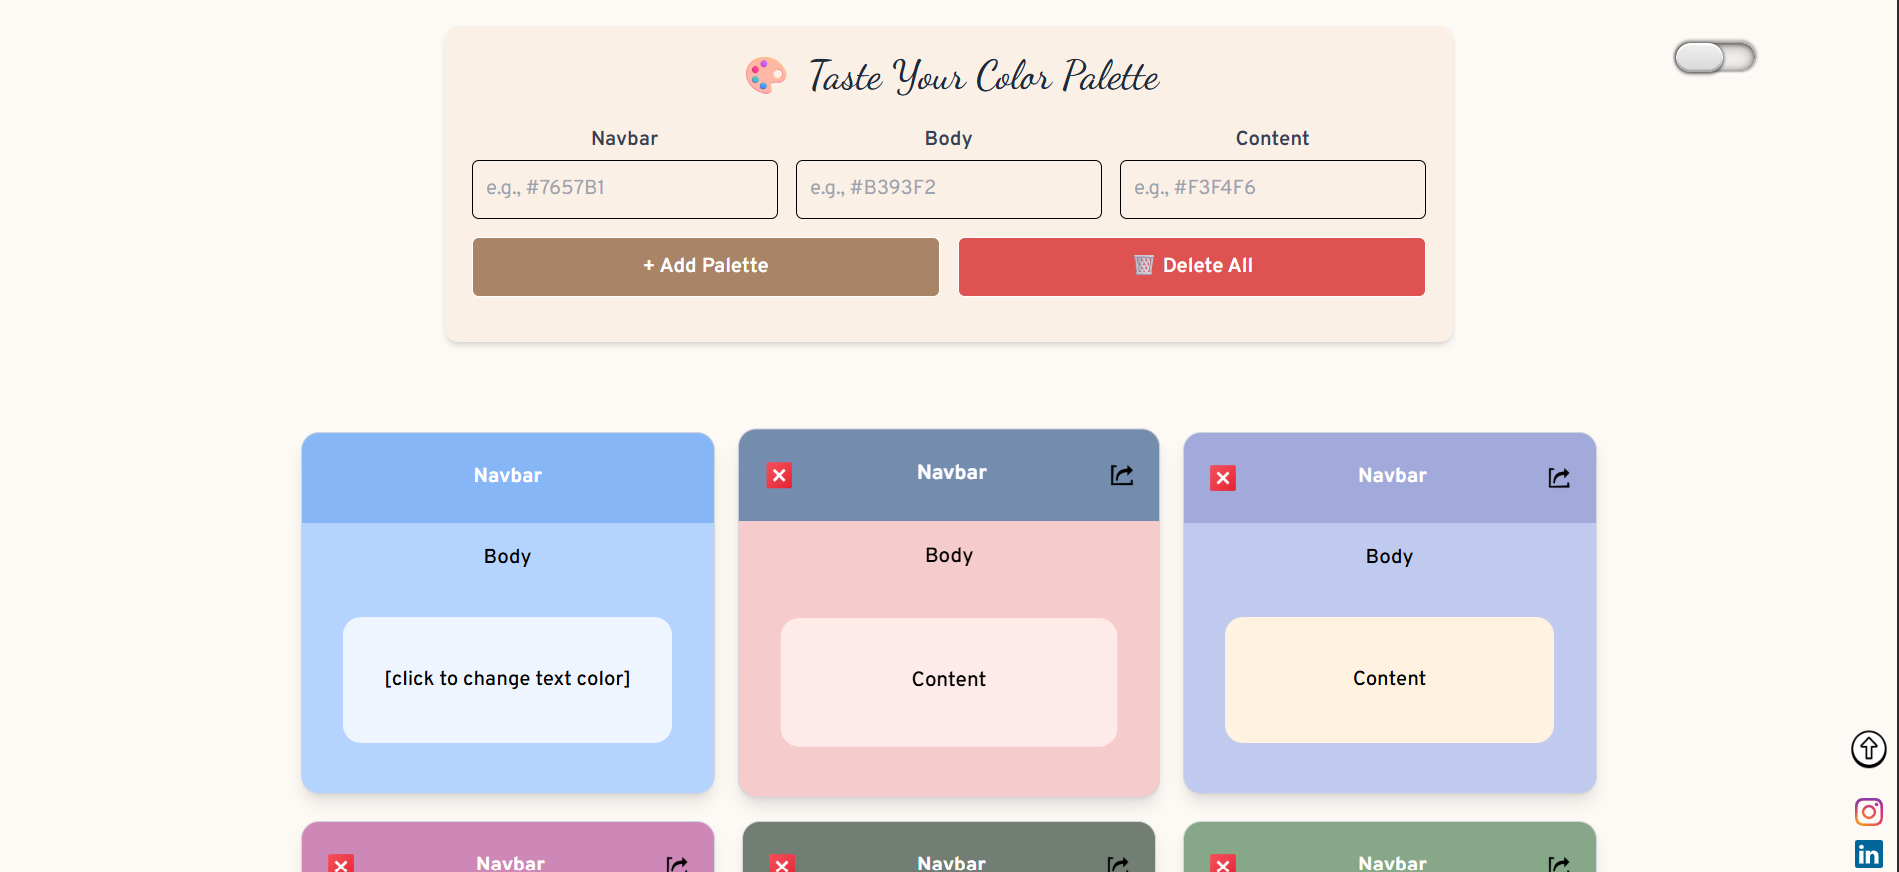 Taste Your Color Palette
Navbar
Body
Content
e.g., #7657B1
e.g., #B393F2
e.g., #F3F4F6
+ Add Palette
Delete All
Navbar
Navbar
Navbar
Body
Body
Body
[click to change text color]
Content
Content
Navbar
Navbar
Navbar
in